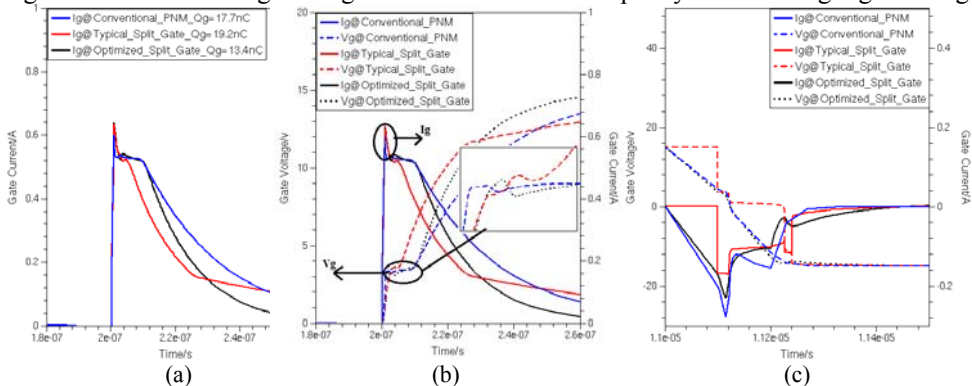 Ig@Conventional_PNM_Qg=17.7nC
Ig@Typical_Split_Gate_Qg=19.2nC
Ig@Optimized_Split_Gate_Qg=13.4nC
Gate Current/A
1
0.8
0.6
0.4
0.2
0
1.8e-07
2e-07
2.2e-07
2.4e-07
Time/s
(a)
Ig@Conventional_PNM
Vg@Conventional_PNM
Ig@Typical_Split_Gate
Vg@Typical_Split_Gate
Ig@Optimized_Split_Gate
Vg@Optimized_Split_Gate
Ig
Vg
Gate Voltage/v
20
15
10
5
0
Gate Current/A
1
0.8
0.6
0.4
0.2
0
1.8e-07
2e-07
2.2e-07
2.4e-07
2.6e-07
Time/s
(b)
Ig@Conventional_PNM
Vg@Conventional_PNM
Ig@Typical_Split_Gate
Vg@Typical_Split_Gate
Ig@Optimized_Split_Gate
Vg@Optimized_Split_Gate
Gate Voltage/v
40
20
0
-20
Gate Current/A
0.4
0.2
0
-0.2
1.1e-05
1.12e-05
1.14e-05
Time/s
(c)